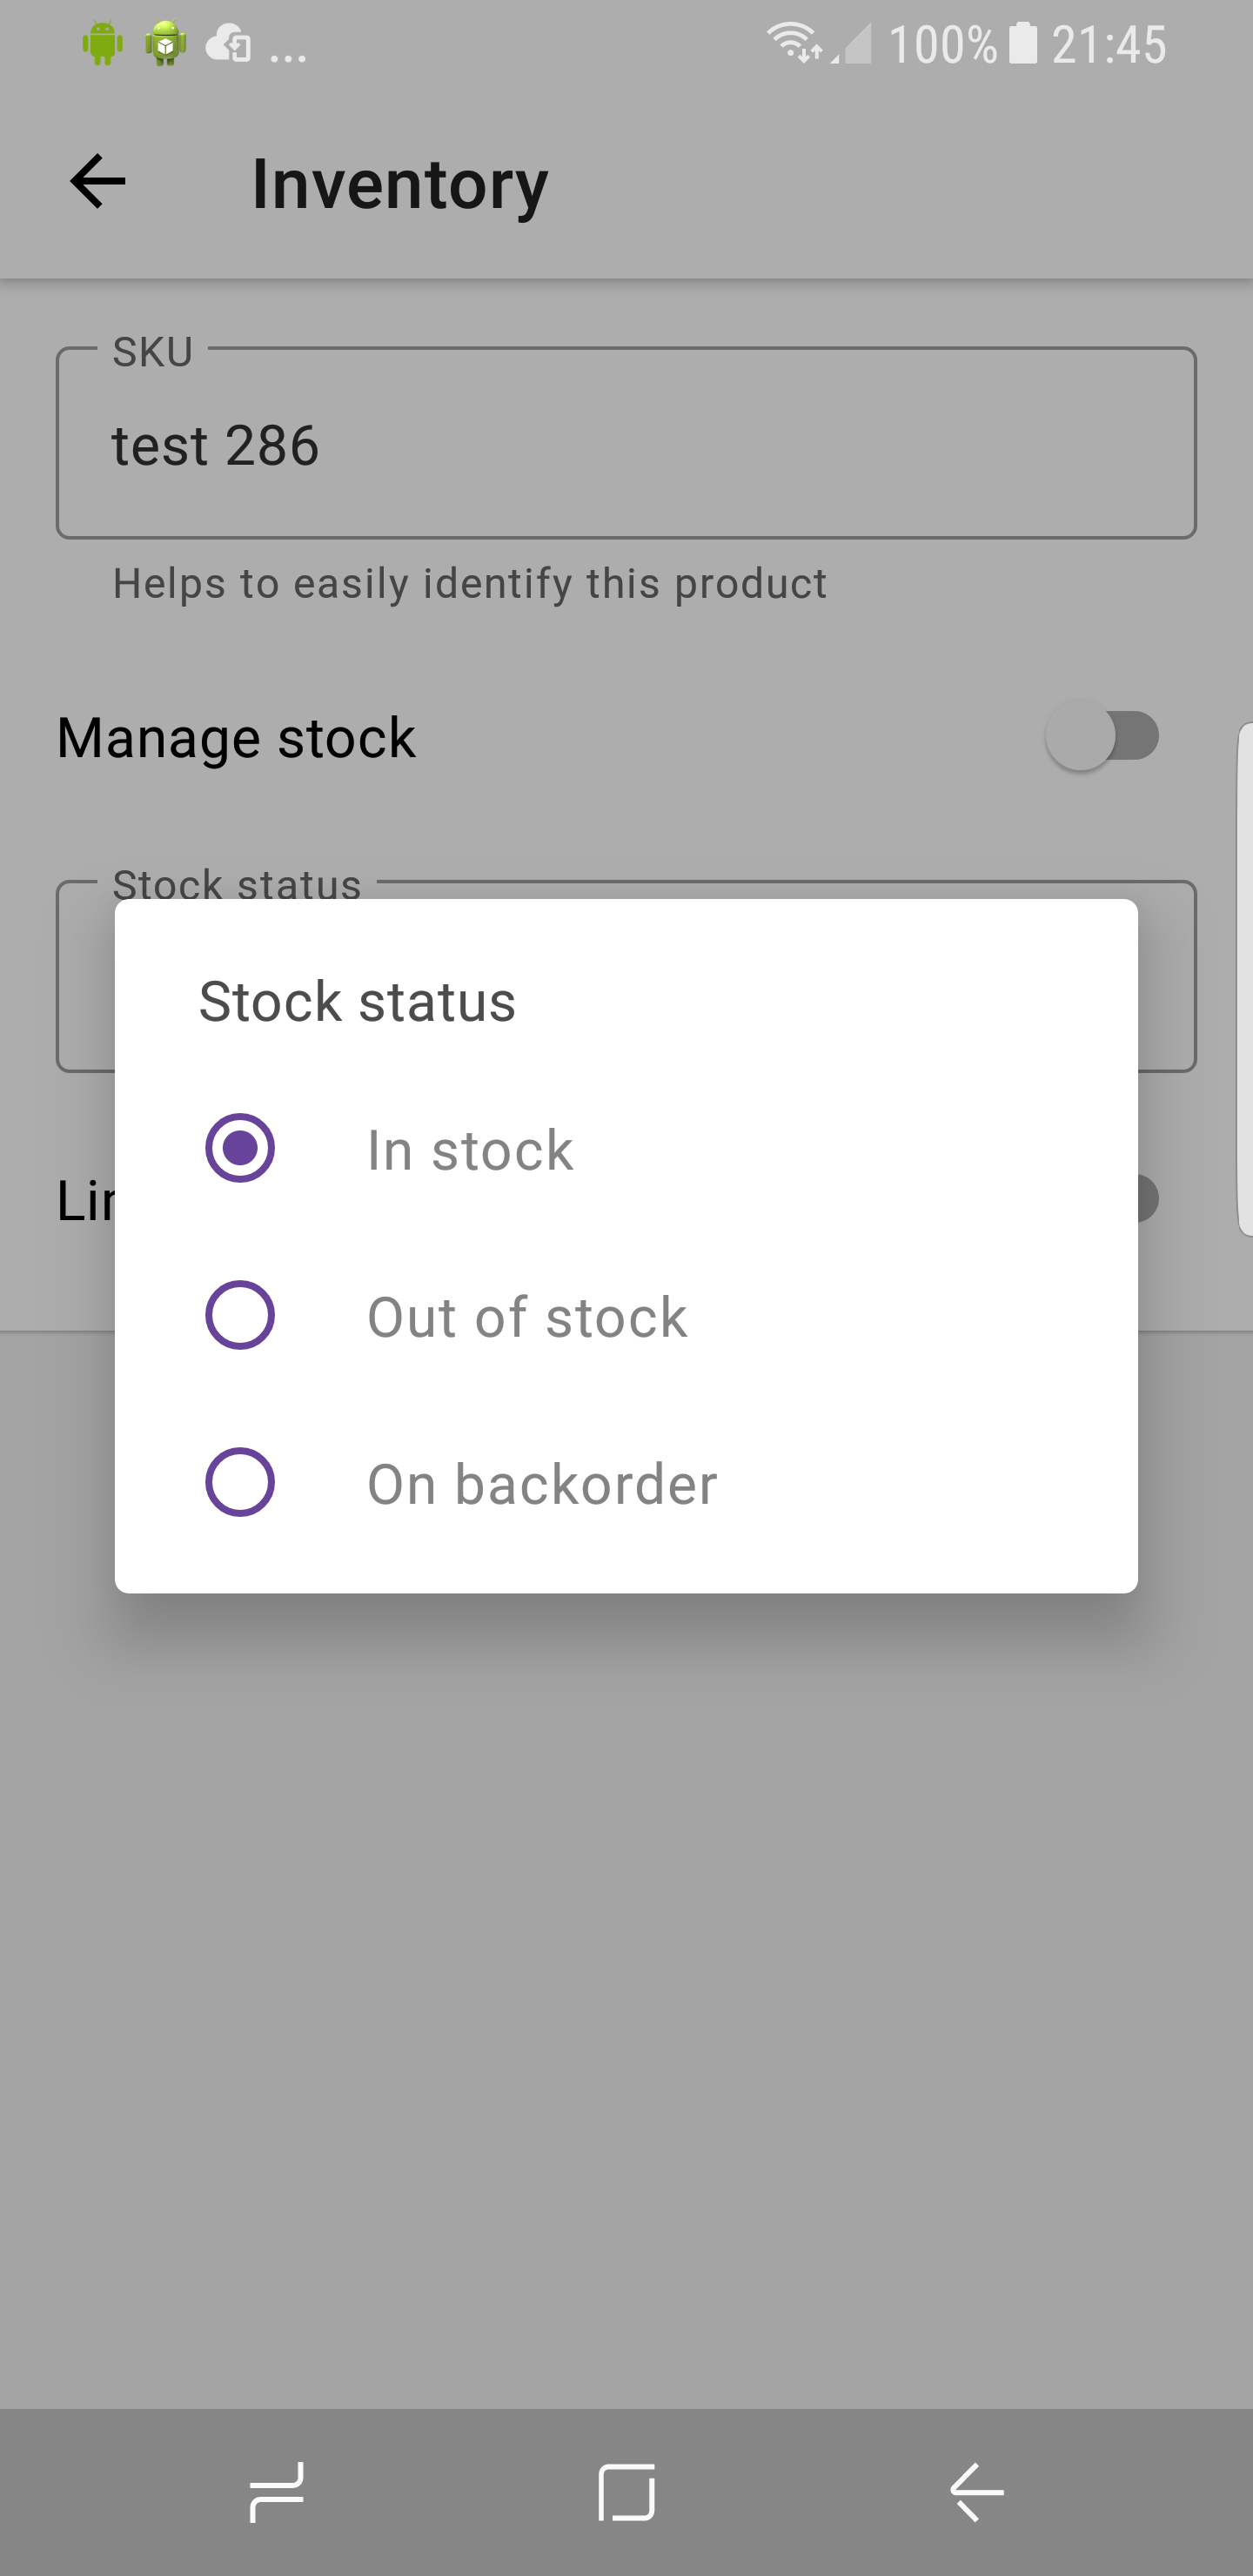 ... 100% 21:45
Inventory
SKU
test 286
Helps to easily identify this product
Manage stock
Stock status
Stock status
In stock
Out of stock
On backorder